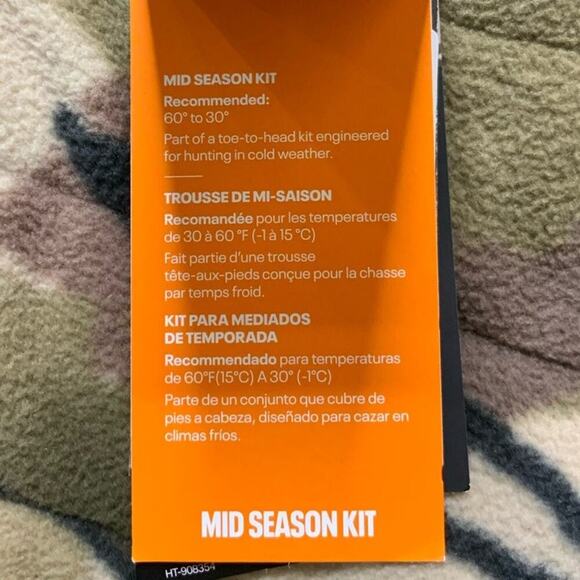 MID SEASON KIT
Recommended:
60° to 30°
Part of a toe-to-head kit engineered
for hunting in cold weather.
TROUSSE DE MI-SAISON
Recomandée pour les temperatures
de 30 à 60 °F (-1 à 15 °C)
Fait partie d'une trousse
tête-aux-pieds conçue pour la chasse
par temps froid.
KIT PARA MEDIADOS
DE TEMPORADA
Recommendado para temperaturas
de 60°F(15°C) A 30° (-1°C)
Parte de un conjunto que cubre de
pies a cabeza, diseñado para cazar en
climas fríos.
MID SEASON KIT
HT-908354